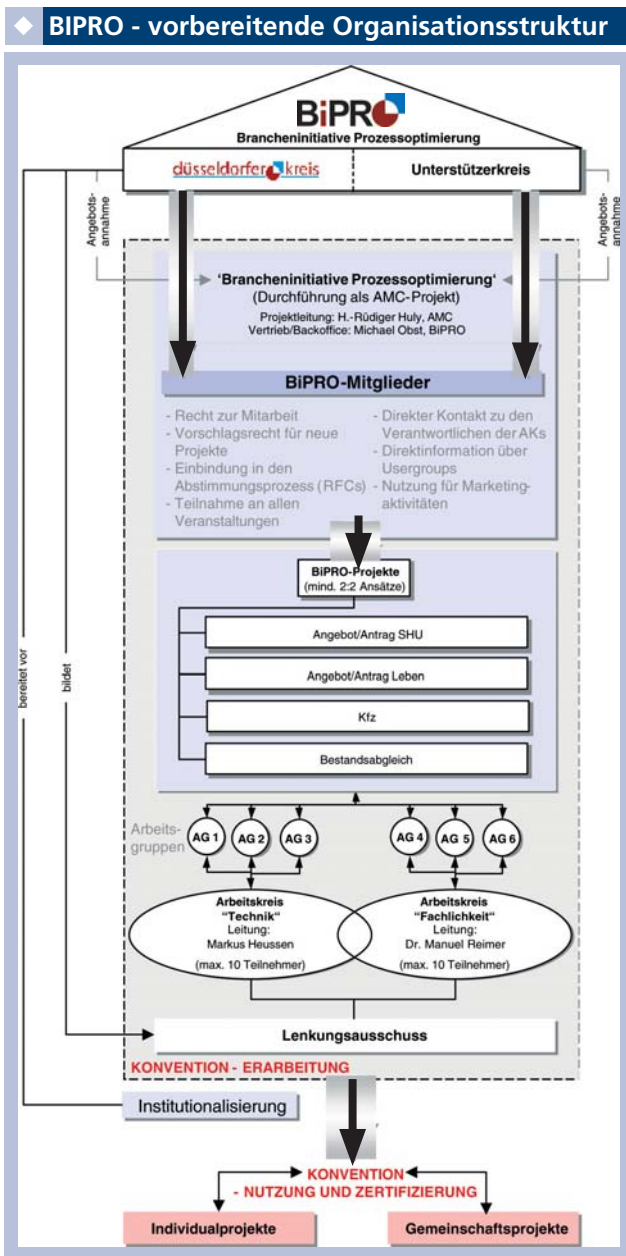 BIPRO - vorbereitende Organisationsstruktur
BiPRO
Brancheninitiative Prozessoptimierung
düsseldorfer kreis
Unterstützerkreis
Angebots-
annahme
Angebots-
annahme
'Brancheninitiative Prozessoptimierung'
(Durchführung als AMC-Projekt)
Projektleitung: H.-Rüdiger Huly, AMC
Vertrieb/Backoffice: Michael Obst, BiPRO
BiPRO-Mitglieder
- Recht zur Mitarbeit
- Vorschlagsrecht für neue
Projekte
- Einbindung in den
Abstimmungsprozess (RFCs)
- Teilnahme an allen
Veranstaltungen
- Direkter Kontakt zu den
Verantwortlichen der AKs
- Direktinformation über
Usergroups
- Nutzung für Marketing-
aktivitäten
BiPRO-Projekte
(mind. 2:2 Ansätze)
Angebot/Antrag SHU
Angebot/Antrag Leben
Kfz
Bestandsabgleich
bereitet vor
bildet
Arbeits-
gruppen
AG 1
AG 2
AG 3
AG 4
AG 5
AG 6
Arbeitskreis
"Technik"
Leitung:
Markus Heussen
(max. 10 Teilnehmer)
Arbeitskreis
"Fachlichkeit"
Leitung:
Dr. Manuel Reimer
(max. 10 Teilnehmer)
Lenkungsausschuss
KONVENTION - ERARBEITUNG
Institutionalisierung
KONVENTION
- NUTZUNG UND ZERTIFIZIERUNG
Individualprojekte
Gemeinschaftsprojekte